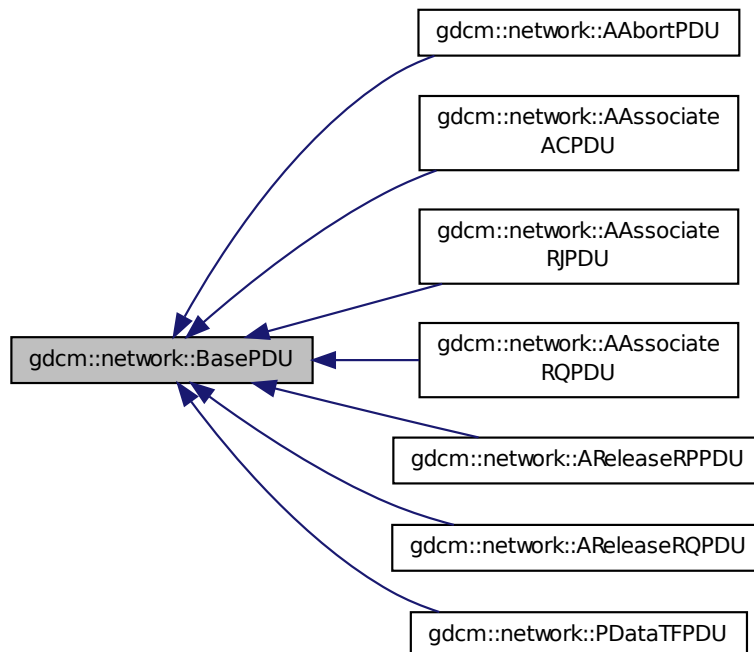 gdcm::network::AAbortPDU
gdcm::network::AAssociate
ACPDU
gdcm::network::AAssociate
RJPDU
gdcm::network::BasePDU
gdcm::network::AAssociate
RQPDU
gdcm::network::AReleaseRPPDU
gdcm::network::AReleaseRQPDU
gdcm::network::PDataTFPDU